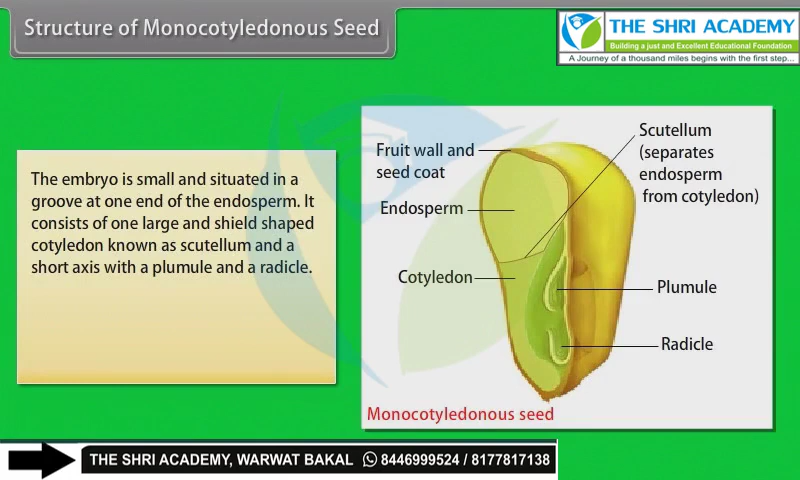 Structure of Monocotyledonous Seed
THE SHRI ACADEMY
Building a just and Excellent Educational Foundation
A Journey of a thousand miles begins with the first step...
The embryo is small and situated in a
groove at one end of the endosperm. It
consists of one large and shield shaped
cotyledon known as scutellum and a
short axis with a plumule and a radicle.
Fruit wall and
seed coat
Endosperm
Cotyledon
Scutellum
(separates
endosperm
from cotyledon)
Plumule
Radicle
Monocotyledonous seed
THE SHRI ACADEMY, WARWAT BAKAL 8446999524 / 8177817138